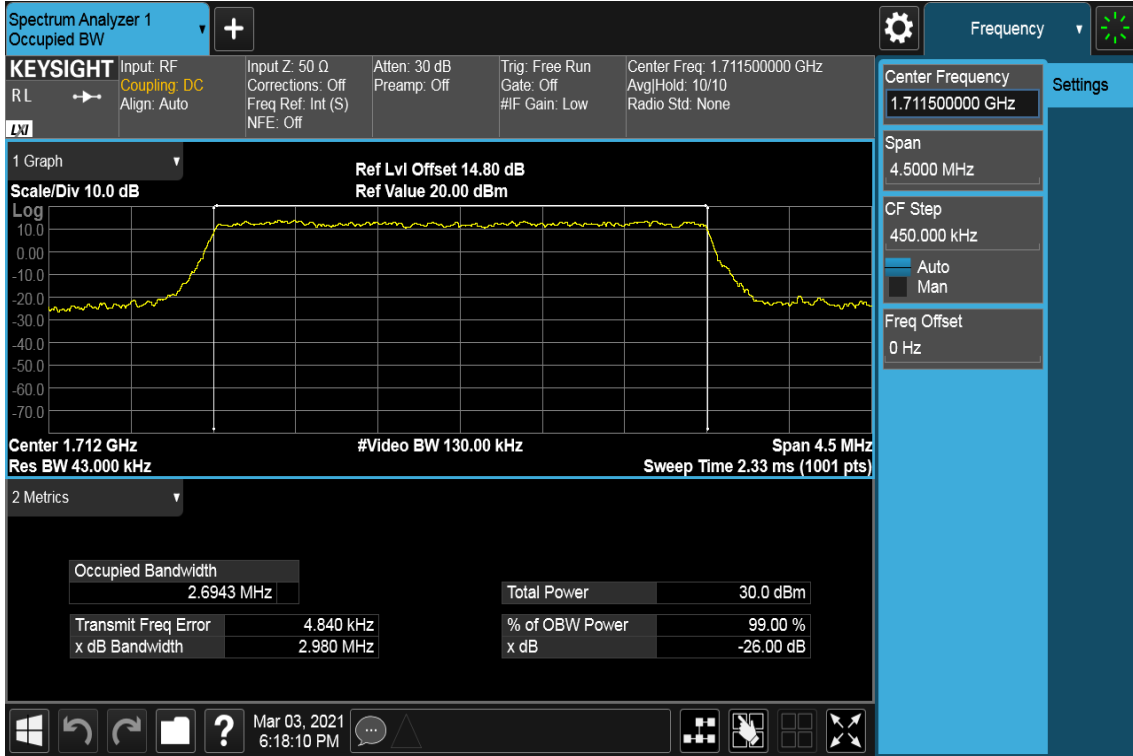 Spectrum Analyzer 1
Occupied BW
+
Frequency
KEYSIGHT
R L
LXI
Input: RF
Coupling: DC
Align: Auto
Input Z: 50 Ω
Corrections: Off
Freq Ref: Int (S)
NFE: Off
Atten: 30 dB
Preamp: Off
Trig: Free Run
Gate: Off
#IF Gain: Low
Center Freq: 1.711500000 GHz
Avg|Hold: 10/10
Radio Std: None
1 Graph
Scale/Div 10.0 dB
Ref Lvl Offset 14.80 dB
Ref Value 20.00 dBm
Log
10.0
0.00
-10.0
-20.0
-30.0
-40.0
-50.0
-60.0
-70.0
Center 1.712 GHz
#Video BW 130.00 kHz
Span 4.5 MHz
Res BW 43.000 kHz
Sweep Time 2.33 ms (1001 pts)
2 Metrics
Occupied Bandwidth
2.6943 MHz
Total Power 30.0 dBm
Transmit Freq Error 4.840 kHz
% of OBW Power 99.00 %
x dB Bandwidth 2.980 MHz
x dB -26.00 dB
Center Frequency
1.711500000 GHz
Settings
Span
4.5000 MHz
CF Step
450.000 kHz
Auto
Man
Freq Offset
0 Hz
?
Mar 03, 2021
6:18:10 PM